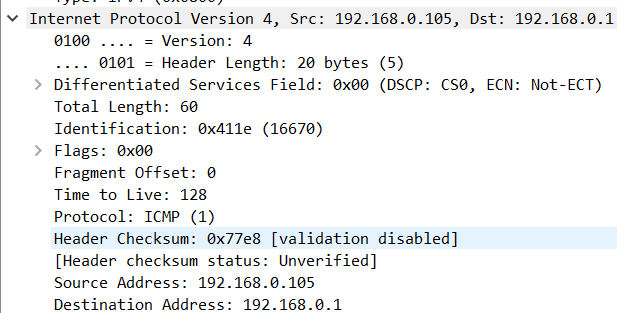 Internet Protocol Version 4, Src: 192.168.0.105, Dst: 192.168.0.1
0100 .... = Version: 4
.... 0101 = Header Length: 20 bytes (5)
Differentiated Services Field: 0x00 (DSCP: CS0, ECN: Not-ECT)
Total Length: 60
Identification: 0x411e (16670)
Flags: 0x00
Fragment Offset: 0
Time to Live: 128
Protocol: ICMP (1)
Header Checksum: 0x77e8 [validation disabled]
[Header checksum status: Unverified]
Source Address: 192.168.0.105
Destination Address: 192.168.0.1